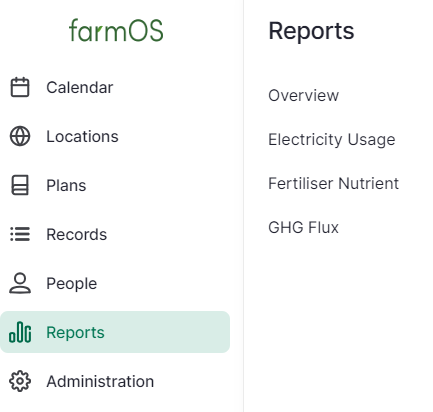 farmOS
Calendar
Locations
Plans
Records
People
Reports
Administration
Reports
Overview
Electricity Usage
Fertiliser Nutrient
GHG Flux